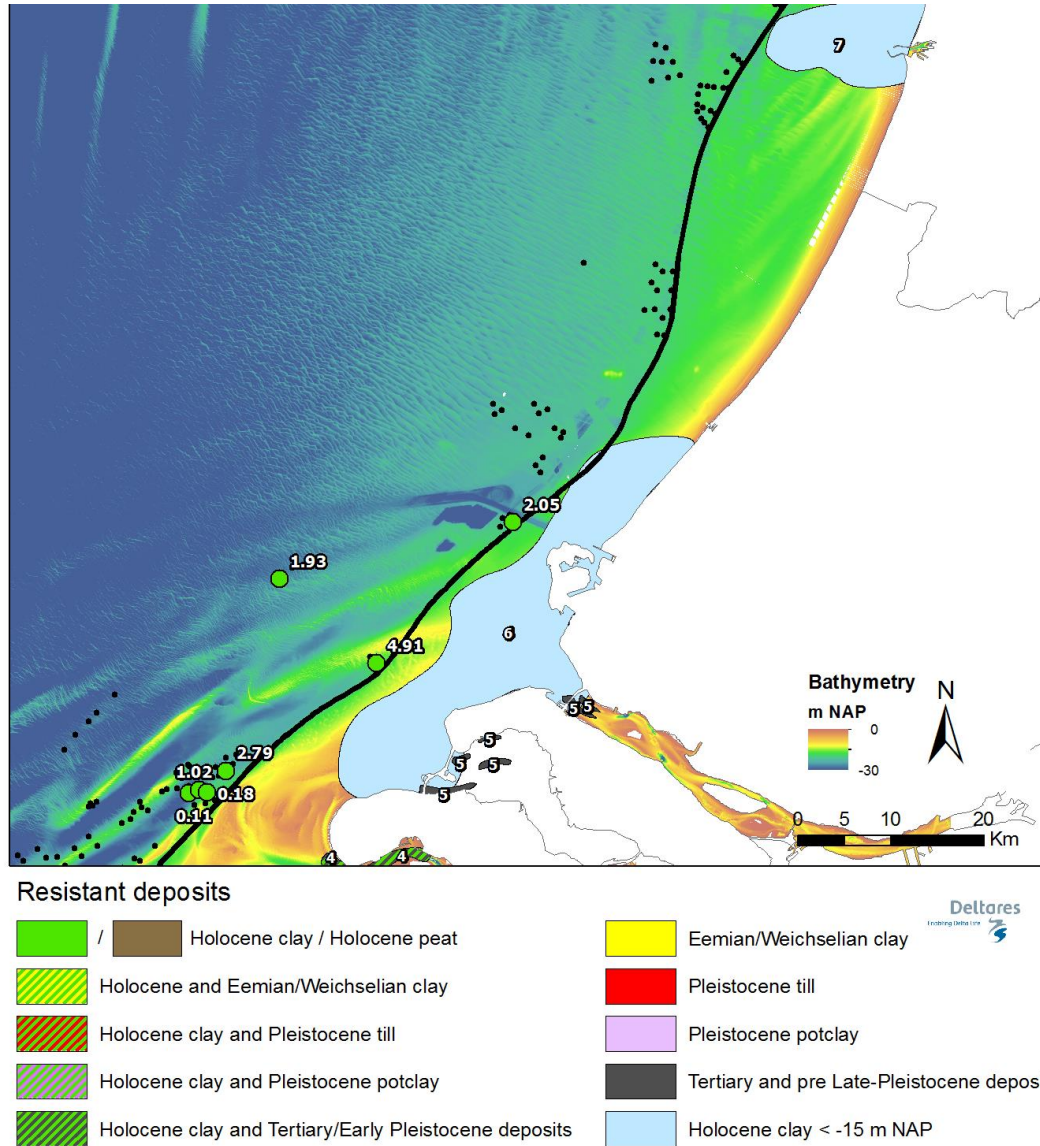 7
2.05
1.93
6
4.91
Bathymetry
m NAP
0
-30
N
5 5
5
5 5
5
2.79
1.02
0.18
0.11
4 4
0 5 10 20
Km
Resistant deposits
/ Holocene clay / Holocene peat
Holocene and Eemian/Weichselian clay
Holocene clay and Pleistocene till
Holocene clay and Pleistocene potclay
Holocene clay and Tertiary/Early Pleistocene deposits
Deltares
Enabling Delta Life
Eemian/Weichselian clay
Pleistocene till
Pleistocene potclay
Tertiary and pre Late-Pleistocene depos
Holocene clay < -15 m NAP